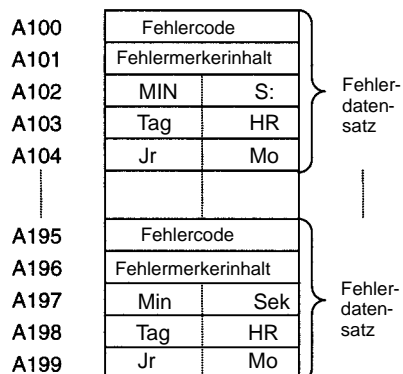 A100 Fehlercode
A101 Fehlermerkerinhalt
A102 MIN S:
A103 Tag HR
A104 Jr Mo
Fehler-
daten-
satz
A195 Fehlercode
A196 Fehlermerkerinhalt
A197 Min Sek
A198 Tag HR
A199 Jr Mo
Fehler-
daten-
satz